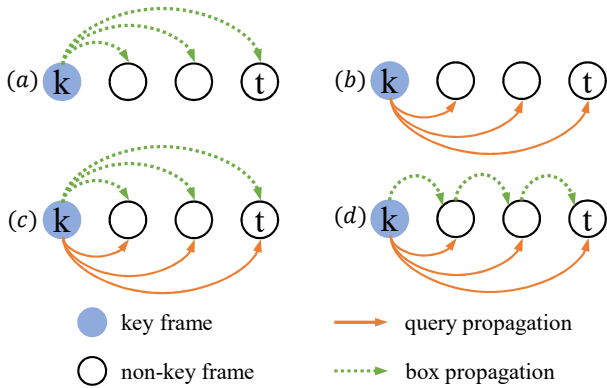 (a) k t
(b) k t
(c) k t
(d) k t
key frame
query propagation
non-key frame
box propagation